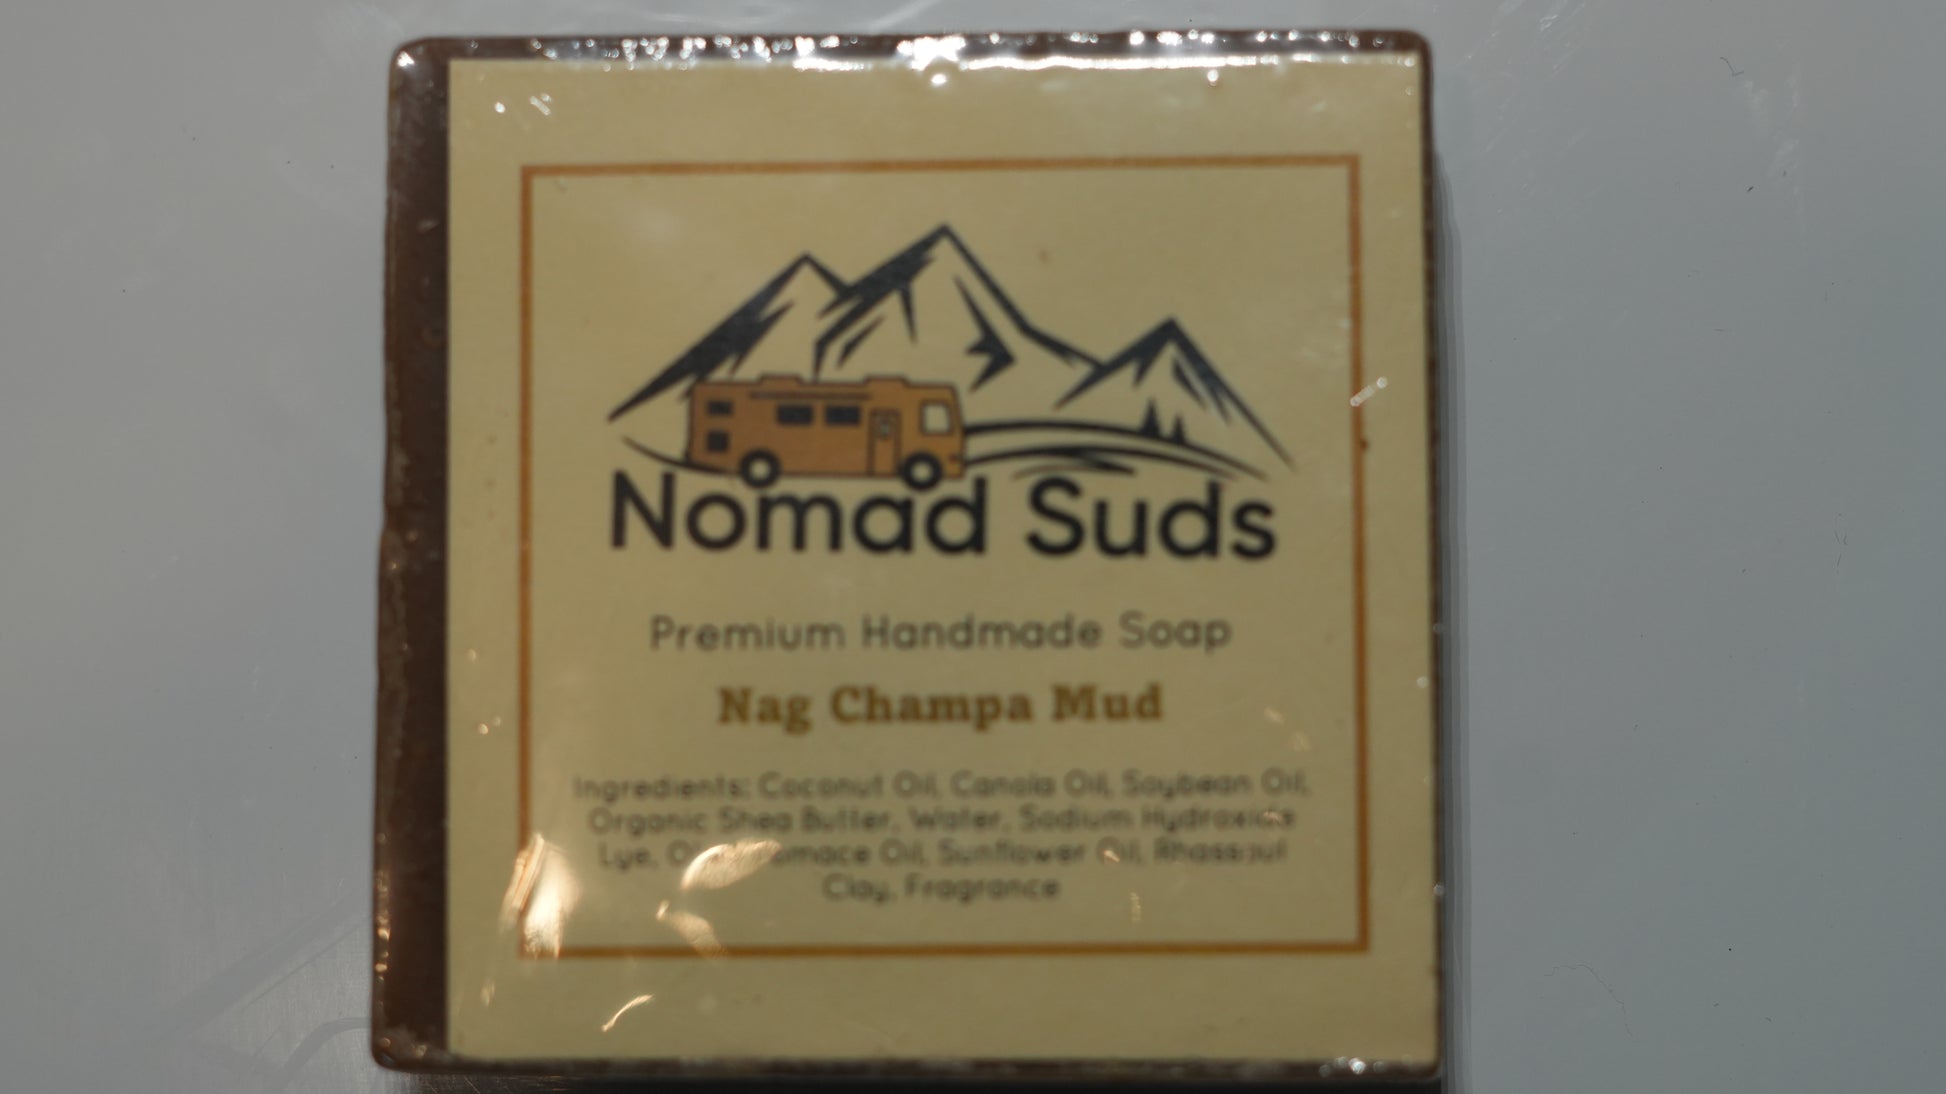 Nomad Suds
Premium Handmade Soap
Nag Champa Mud
Ingredients: Coconut Oil, Canola Oil, Soybean Oil,
Organic Shea Butter, Water, Sodium Hydroxide
Lye, Pomace Oil, Sunflower Oil, Rhassoul
Clay, Fragrance